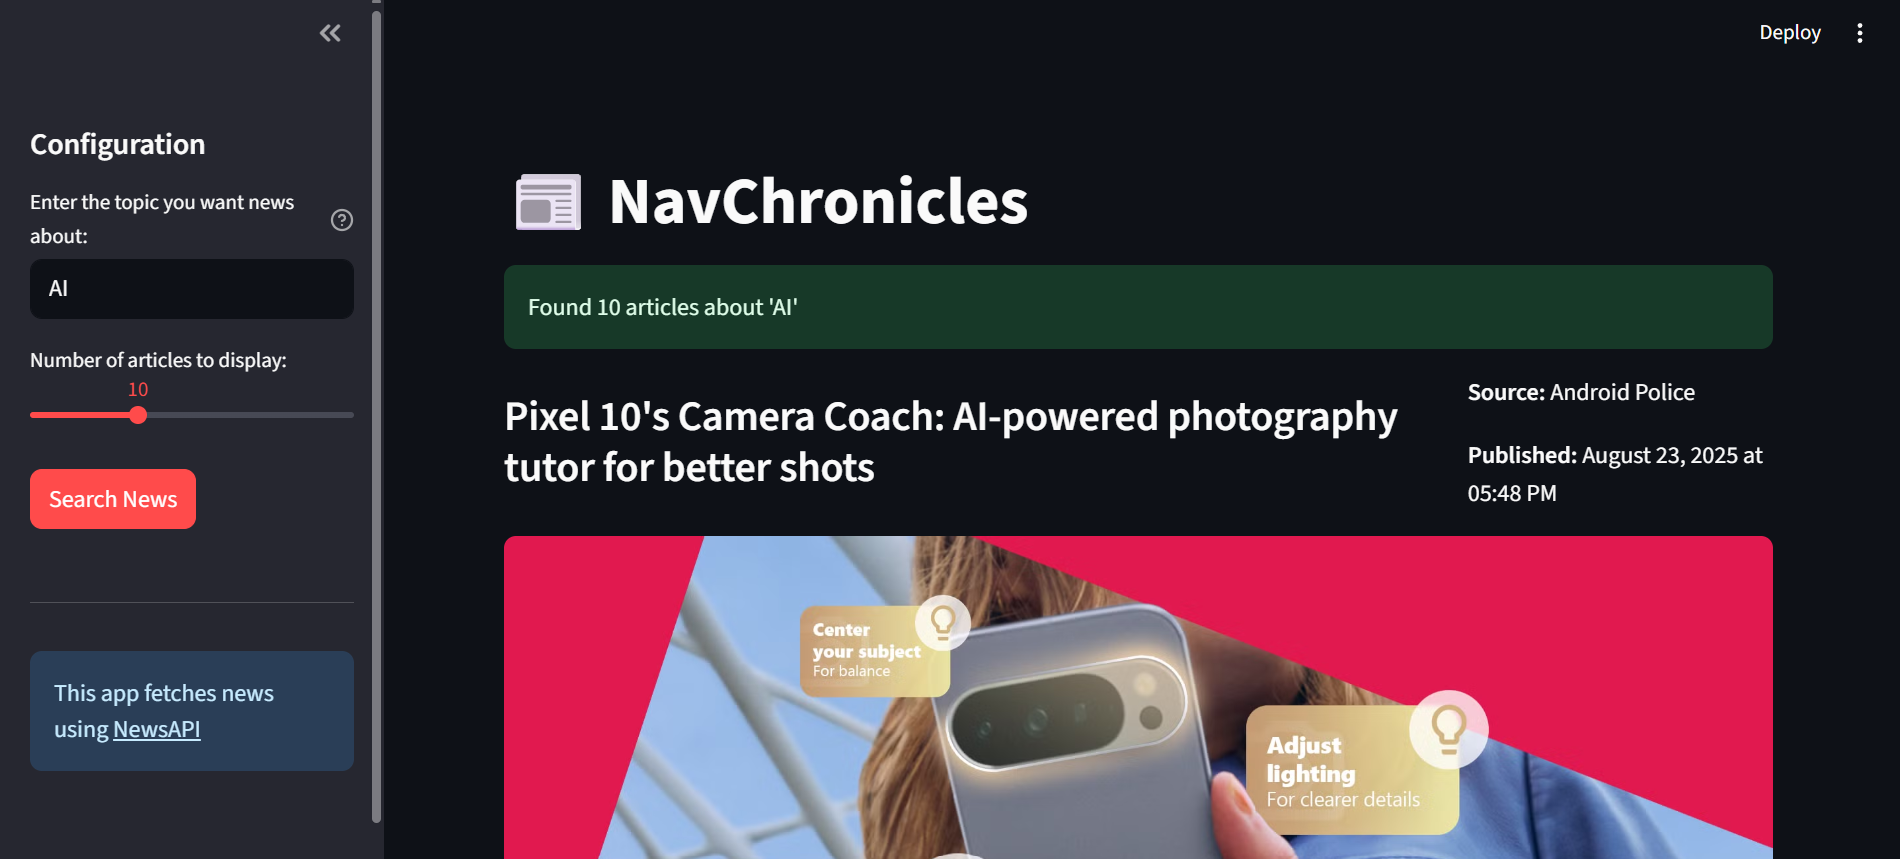 Deploy
Configuration
Enter the topic you want news
about:
AI
Number of articles to display:
10
Search News
This app fetches news
using NewsAPI
NavChronicles
Found 10 articles about 'AI'
Pixel 10's Camera Coach: AI-powered photography
tutor for better shots
Source: Android Police
Published: August 23, 2025 at
05:48 PM
Center
your subject
For balance
Adjust
lighting
For clearer details